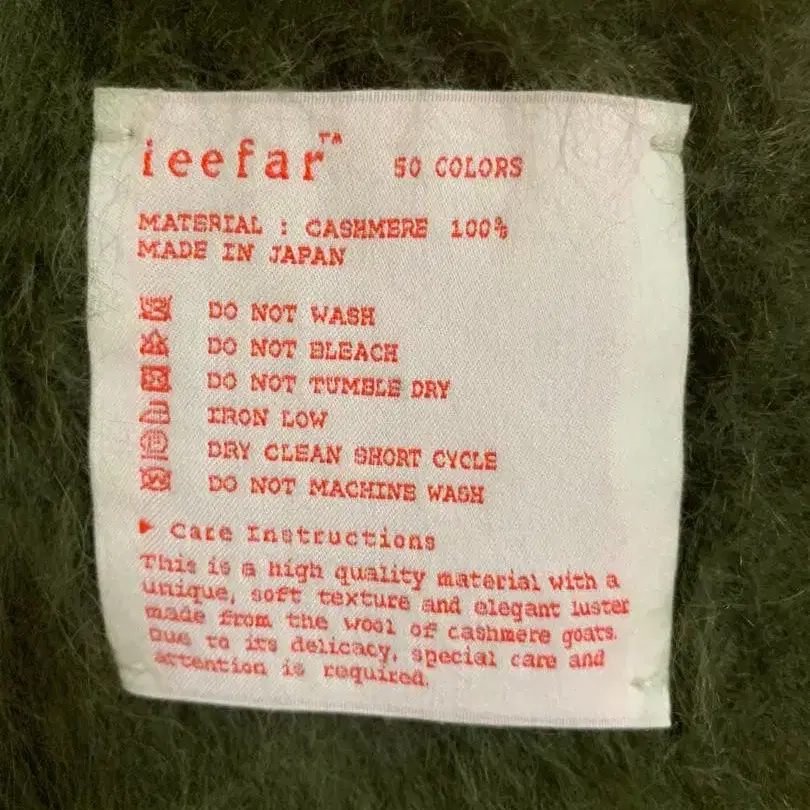 ieefar™ 50 COLORS
MATERIAL : CASHMERE 100%
MADE IN JAPAN
DO NOT WASH
DO NOT BLEACH
DO NOT TUMBLE DRY
IRON LOW
DRY CLEAN SHORT CYCLE
DO NOT MACHINE WASH
▶ Care Instructions
This is a high quality material with a
unique, soft texture and elegant luster
made from the wool of cashmere goats.
Due to its delicacy, special care and
attention is required.